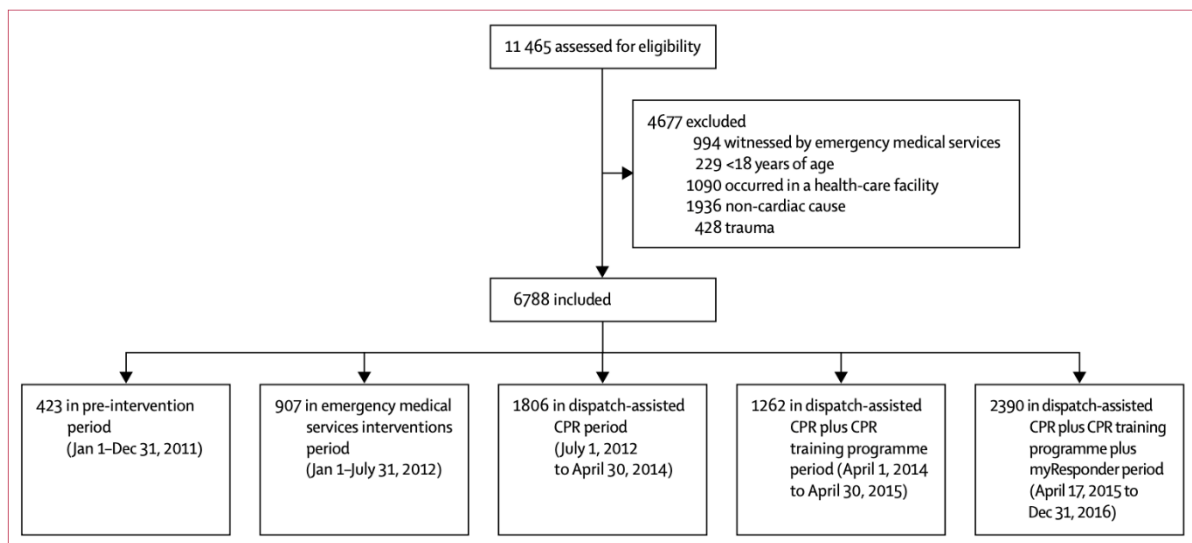 11 465 assessed for eligibility
4677 excluded
994 witnessed by emergency medical services
229 <18 years of age
1090 occurred in a health-care facility
1936 non-cardiac cause
428 trauma
6788 included
423 in pre-intervention
period
(Jan 1–Dec 31, 2011)
907 in emergency medical
services interventions
period
(Jan 1–July 31, 2012)
1806 in dispatch-assisted
CPR period
(July 1, 2012
to April 30, 2014)
1262 in dispatch-assisted
CPR plus CPR
training programme
period (April 1, 2014
to April 30, 2015)
2390 in dispatch-assisted
CPR plus CPR training
programme plus
myResponder period
(April 17, 2015 to
Dec 31, 2016)